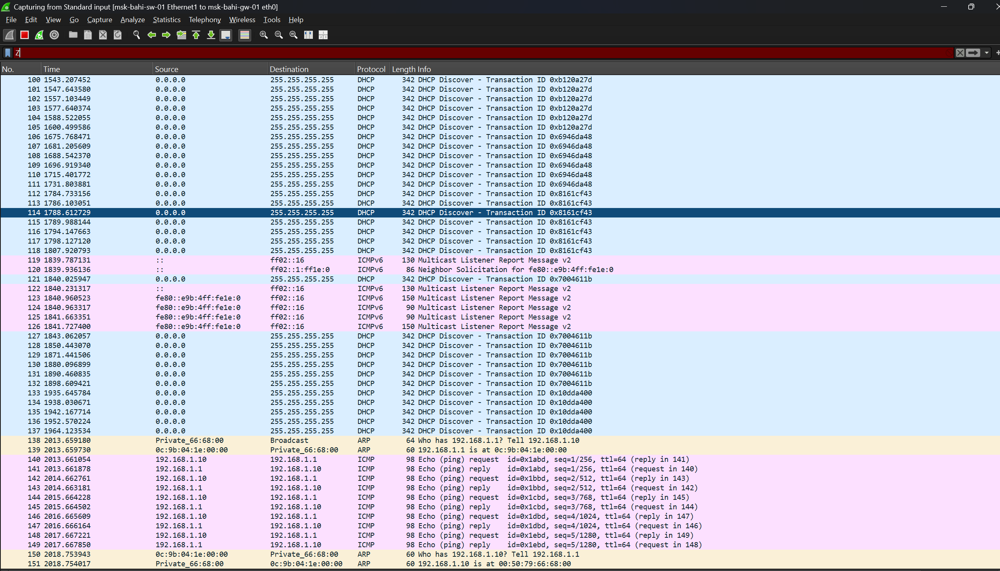 Capturing from Standard input [msk-bahi-sw-01 Ethernet1 to msk-bahi-gw-01 eth0]
File Edit View Go Capture Analyze Statistics Telephony Wireless Tools Help
Z
No. Time Source Destination Protocol Length Info
100 1543.207452 0.0.0.0 255.255.255.255 DHCP 342 DHCP Discover - Transaction ID 0xb120a27d
101 1547.643580 0.0.0.0 255.255.255.255 DHCP 342 DHCP Discover - Transaction ID 0xb120a27d
102 1557.103449 0.0.0.0 255.255.255.255 DHCP 342 DHCP Discover - Transaction ID 0xb120a27d
103 1577.640374 0.0.0.0 255.255.255.255 DHCP 342 DHCP Discover - Transaction ID 0xb120a27d
104 1588.522055 0.0.0.0 255.255.255.255 DHCP 342 DHCP Discover - Transaction ID 0xb120a27d
105 1600.499586 0.0.0.0 255.255.255.255 DHCP 342 DHCP Discover - Transaction ID 0xb120a27d
106 1675.768471 0.0.0.0 255.255.255.255 DHCP 342 DHCP Discover - Transaction ID 0x6946da48
107 1681.205609 0.0.0.0 255.255.255.255 DHCP 342 DHCP Discover - Transaction ID 0x6946da48
108 1688.542370 0.0.0.0 255.255.255.255 DHCP 342 DHCP Discover - Transaction ID 0x6946da48
109 1696.919340 0.0.0.0 255.255.255.255 DHCP 342 DHCP Discover - Transaction ID 0x6946da48
110 1715.401772 0.0.0.0 255.255.255.255 DHCP 342 DHCP Discover - Transaction ID 0x6946da48
111 1731.803881 0.0.0.0 255.255.255.255 DHCP 342 DHCP Discover - Transaction ID 0x6946da48
112 1784.733156 0.0.0.0 255.255.255.255 DHCP 342 DHCP Discover - Transaction ID 0x8161cf43
113 1786.103051 0.0.0.0 255.255.255.255 DHCP 342 DHCP Discover - Transaction ID 0x8161cf43
114 1788.612729 0.0.0.0 255.255.255.255 DHCP 342 DHCP Discover - Transaction ID 0x8161cf43
115 1789.988144 0.0.0.0 255.255.255.255 DHCP 342 DHCP Discover - Transaction ID 0x8161cf43
116 1794.147663 0.0.0.0 255.255.255.255 DHCP 342 DHCP Discover - Transaction ID 0x8161cf43
117 1798.127120 0.0.0.0 255.255.255.255 DHCP 342 DHCP Discover - Transaction ID 0x8161cf43
118 1807.920793 0.0.0.0 255.255.255.255 DHCP 342 DHCP Discover - Transaction ID 0x8161cf43
119 1839.787131 :: ff02::16 ICMPv6 130 Multicast Listener Report Message v2
120 1839.936136 :: ff02::1:ff1e:0 ICMPv6 86 Neighbor Solicitation for fe80::e9b:4ff:fe1e:0
121 1840.025947 0.0.0.0 255.255.255.255 DHCP 342 DHCP Discover - Transaction ID 0x7004611b
122 1840.231317 :: ff02::16 ICMPv6 130 Multicast Listener Report Message v2
123 1840.960523 fe80::e9b:4ff:fe1e:0 ff02::16 ICMPv6 150 Multicast Listener Report Message v2
124 1840.963317 fe80::e9b:4ff:fe1e:0 ff02::16 ICMPv6 90 Multicast Listener Report Message v2
125 1841.663351 fe80::e9b:4ff:fe1e:0 ff02::16 ICMPv6 90 Multicast Listener Report Message v2
126 1841.727400 fe80::e9b:4ff:fe1e:0 ff02::16 ICMPv6 150 Multicast Listener Report Message v2
127 1843.062057 0.0.0.0 255.255.255.255 DHCP 342 DHCP Discover - Transaction ID 0x7004611b
128 1850.443070 0.0.0.0 255.255.255.255 DHCP 342 DHCP Discover - Transaction ID 0x7004611b
129 1871.441506 0.0.0.0 255.255.255.255 DHCP 342 DHCP Discover - Transaction ID 0x7004611b
130 1880.096899 0.0.0.0 255.255.255.255 DHCP 342 DHCP Discover - Transaction ID 0x7004611b
131 1890.460835 0.0.0.0 255.255.255.255 DHCP 342 DHCP Discover - Transaction ID 0x7004611b
132 1898.609421 0.0.0.0 255.255.255.255 DHCP 342 DHCP Discover - Transaction ID 0x7004611b
133 1935.645784 0.0.0.0 255.255.255.255 DHCP 342 DHCP Discover - Transaction ID 0x10dda400
134 1938.030671 0.0.0.0 255.255.255.255 DHCP 342 DHCP Discover - Transaction ID 0x10dda400
135 1942.167714 0.0.0.0 255.255.255.255 DHCP 342 DHCP Discover - Transaction ID 0x10dda400
136 1952.570224 0.0.0.0 255.255.255.255 DHCP 342 DHCP Discover - Transaction ID 0x10dda400
137 1964.123534 0.0.0.0 255.255.255.255 DHCP 342 DHCP Discover - Transaction ID 0x10dda400
138 2013.659180 Private_66:68:00 Broadcast ARP 64 Who has 192.168.1.1? Tell 192.168.1.10
139 2013.659730 0c:9b:04:1e:00:00 Private_66:68:00 ARP 60 192.168.1.1 is at 0c:9b:04:1e:00:00
140 2013.661054 192.168.1.10 192.168.1.1 ICMP 98 Echo (ping) request id=0x1abd, seq=1/256, ttl=64 (reply in 141)
141 2013.661878 192.168.1.1 192.168.1.10 ICMP 98 Echo (ping) reply id=0x1abd, seq=1/256, ttl=64 (request in 140)
142 2014.662761 192.168.1.10 192.168.1.1 ICMP 98 Echo (ping) request id=0x1bbd, seq=2/512, ttl=64 (reply in 143)
143 2014.663181 192.168.1.1 192.168.1.10 ICMP 98 Echo (ping) reply id=0x1bbd, seq=2/512, ttl=64 (request in 142)
144 2015.664228 192.168.1.10 192.168.1.1 ICMP 98 Echo (ping) request id=0x1cbd, seq=3/768, ttl=64 (reply in 145)
145 2015.664502 192.168.1.1 192.168.1.10 ICMP 98 Echo (ping) reply id=0x1cbd, seq=3/768, ttl=64 (request in 144)
146 2016.665609 192.168.1.10 192.168.1.1 ICMP 98 Echo (ping) request id=0x1dbd, seq=4/1024, ttl=64 (reply in 147)
147 2016.666164 192.168.1.1 192.168.1.10 ICMP 98 Echo (ping) reply id=0x1dbd, seq=4/1024, ttl=64 (request in 146)
148 2017.667221 192.168.1.10 192.168.1.1 ICMP 98 Echo (ping) request id=0x1ebd, seq=5/1280, ttl=64 (reply in 149)
149 2017.667850 192.168.1.1 192.168.1.10 ICMP 98 Echo (ping) reply id=0x1ebd, seq=5/1280, ttl=64 (request in 148)
150 2018.753943 0c:9b:04:1e:00:00 Private_66:68:00 ARP 60 Who has 192.168.1.10? Tell 192.168.1.1
151 2018.754017 Private_66:68:00 0c:9b:04:1e:00:00 ARP 60 192.168.1.10 is at 00:50:79:66:68:00